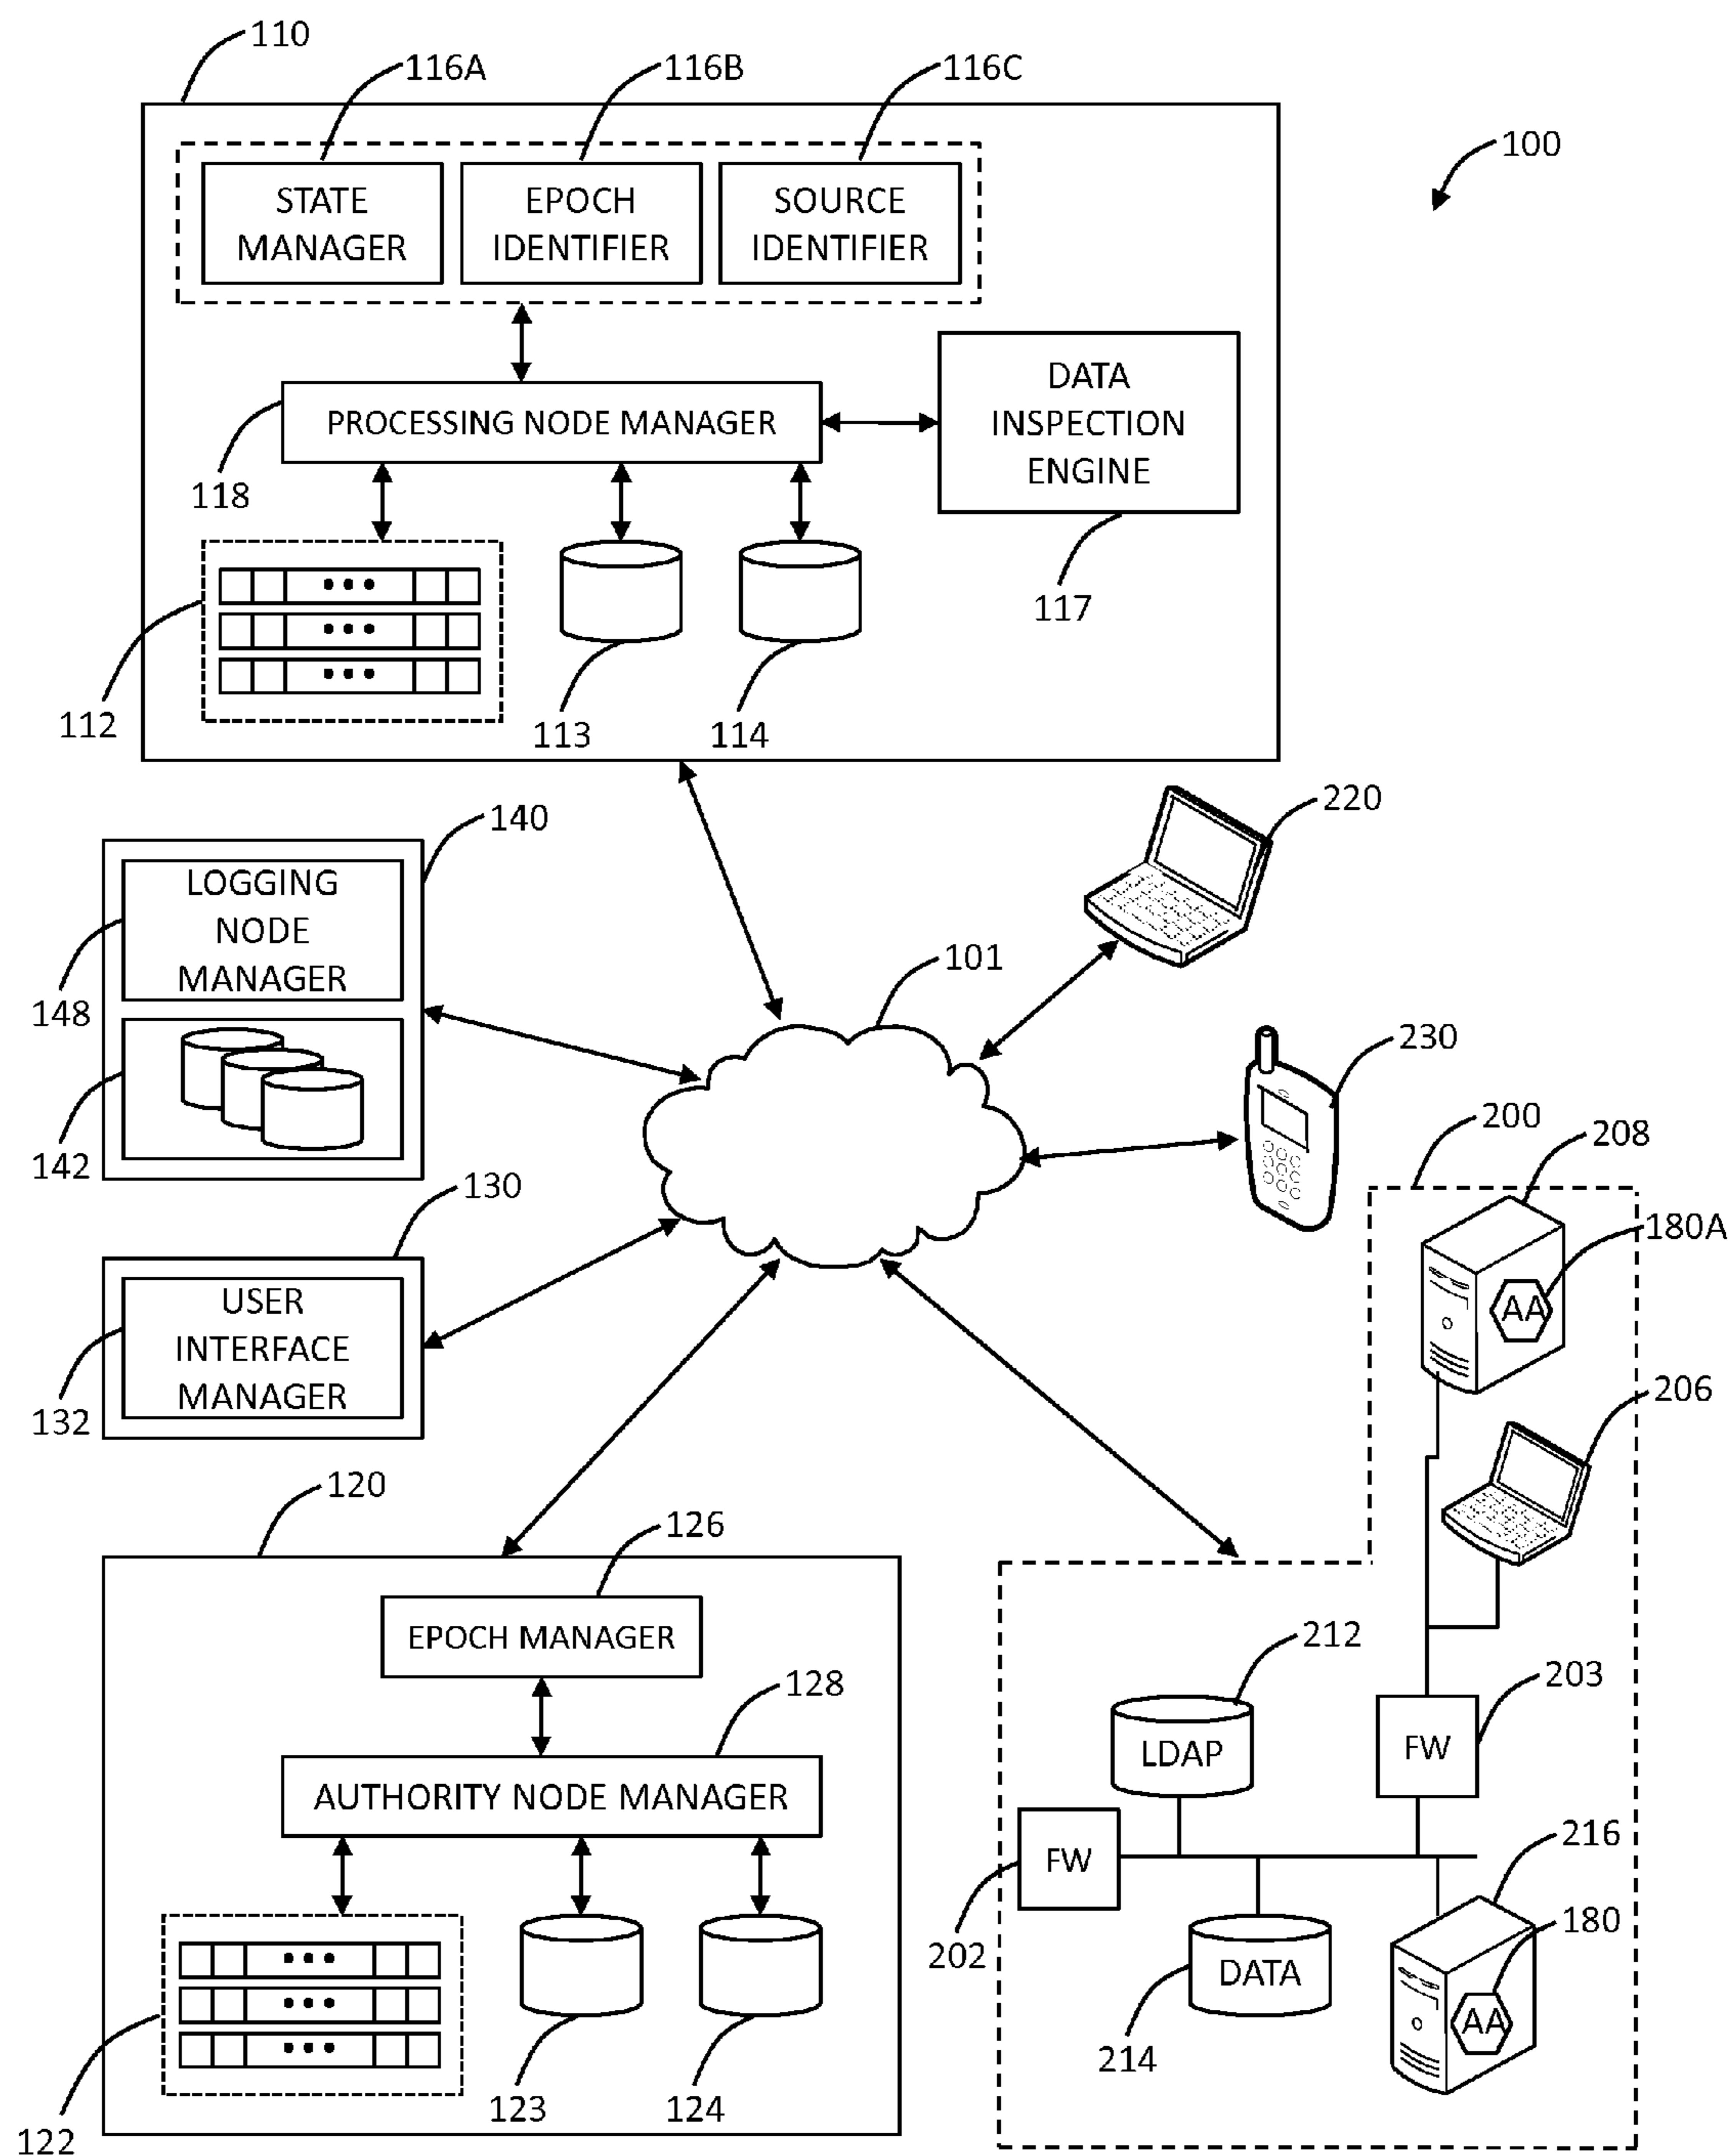 110
116A
116B
116C
100
STATE
MANAGER
EPOCH
IDENTIFIER
SOURCE
IDENTIFIER
PROCESSING NODE MANAGER
DATA
INSPECTION
ENGINE
118
117
112
113
114
140
220
LOGGING
NODE
MANAGER
148
101
230
142
200
208
130
180A
AA
USER
INTERFACE
MANAGER
132
206
120
126
EPOCH MANAGER
212
128
203
LDAP
FW
AUTHORITY NODE MANAGER
216
FW
180
202
DATA
AA
214
123
124
122